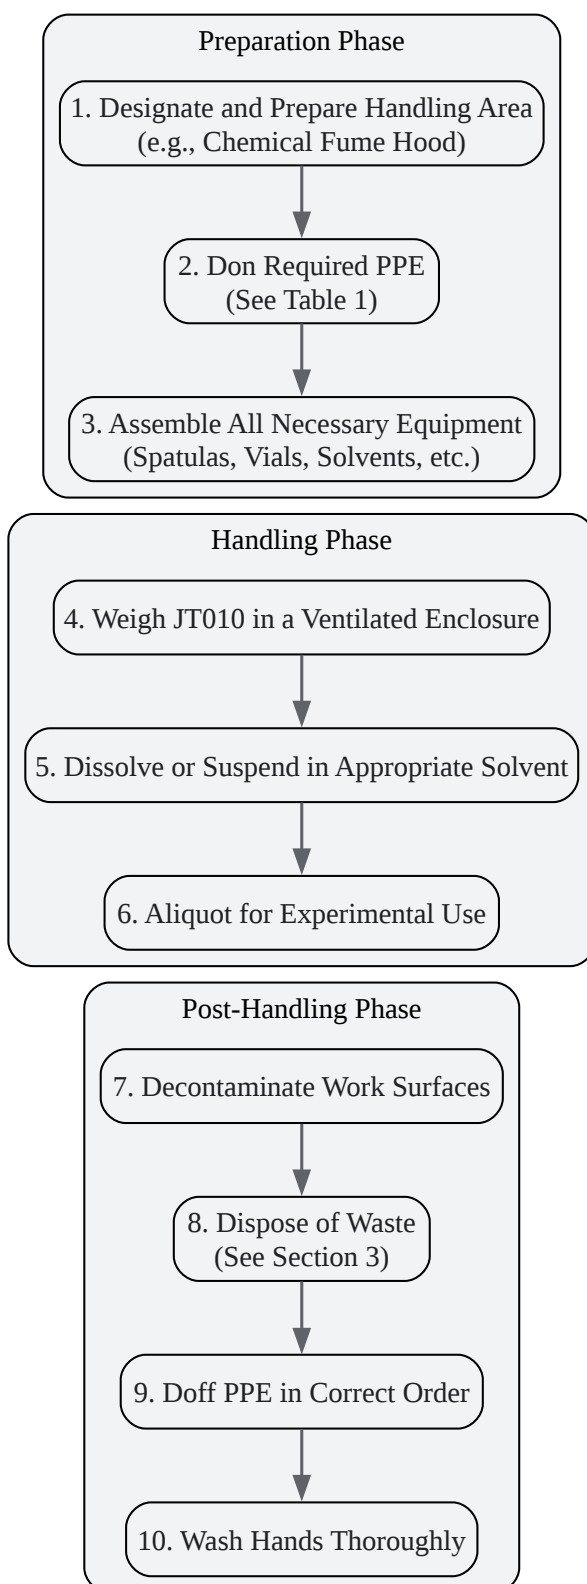 Preparation Phase
1. Designate and Prepare Handling Area
(e.g., Chemical Fume Hood)
2. Don Required PPE
(See Table 1)
3. Assemble All Necessary Equipment
(Spatulas, Vials, Solvents, etc.)
Handling Phase
4. Weigh JT010 in a Ventilated Enclosure
5. Dissolve or Suspend in Appropriate Solvent
6. Aliquot for Experimental Use
Post-Handling Phase
7. Decontaminate Work Surfaces
8. Dispose of Waste
(See Section 3)
9. Doff PPE in Correct Order
10. Wash Hands Thoroughly